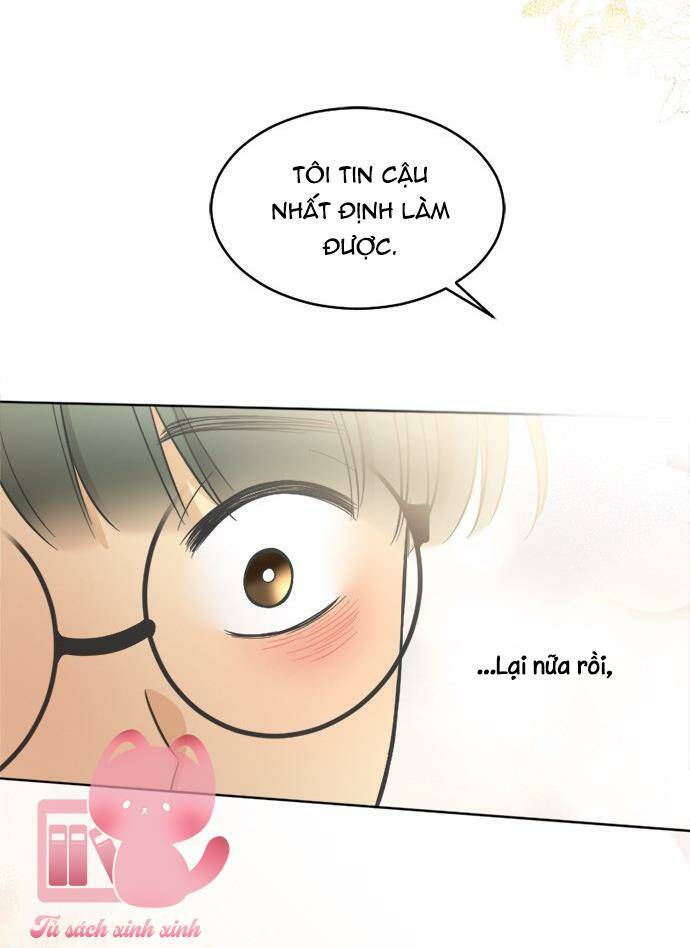 TÔI TIN CẬU
NHẤT ĐỊNH LÀM
ĐƯỢC.
...Lại nữa rồi,
Tủ sách xinh xinh